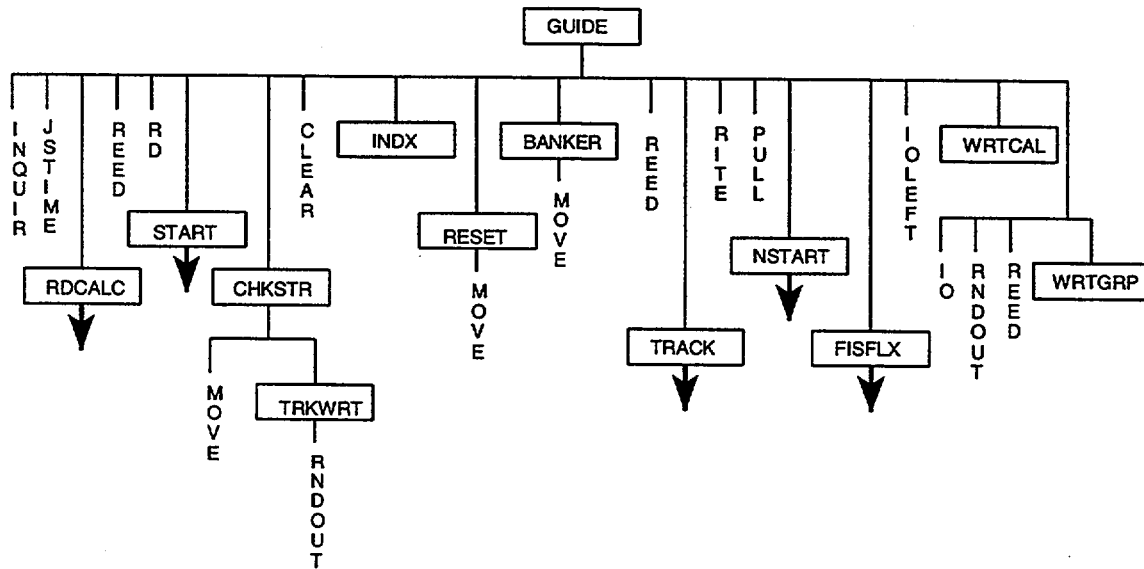 GUIDE
INQUIR
JSTIME
REED
RD
CLEAR
INDX
BANKER
REED
RITE
PULL
IOLEFT
WRTCAL
START
RESET
MOVE
NSTART
RDCALC
CHKSTR
MOVE
IO
RNDOUT
REED
WRTGRP
TRACK
FISFLX
MOVE
TRKWRT
RNDOUT